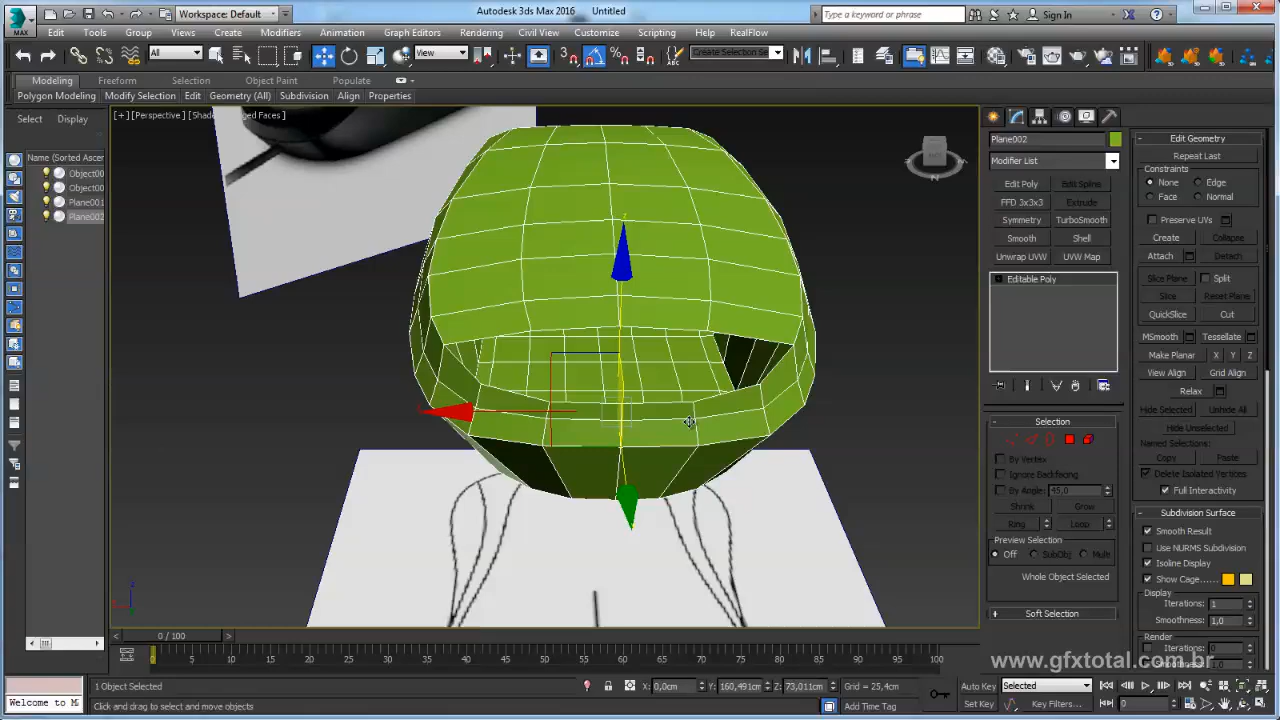 Workspace: Default
Autodesk 3ds Max 2016 Untitled
Type a keyword or phrase
Sign In
MAX
Edit Tools Group Views Create Modifiers Animation Graph Editors Rendering Civil View Customize Scripting Help RealFlow
All
View
Create Selection Se
Modeling Freeform Selection Object Paint Populate
Polygon Modeling Modify Selection Edit Geometry (All) Subdivision Align Properties
Select Display
Name (Sorted Ascen
Object00
Object00
Plane001
Plane002
[+] [Perspective]
Plane002
Modifier List
Edit Poly Edit Spline
FFD 3x3x3 Extrude
Symmetry TurboSmooth
Smooth Shell
Unwrap UVW UVW Map
Editable Poly
Selection
By Vertex
Ignore Backfacing
By Angle: 45,0
Shrink Grow
Ring Loop
Preview Selection
Off SubObj Multi
Whole Object Selected
Soft Selection
Edit Geometry
Repeat Last
Constraints
None Edge
Face Normal
Preserve UVs
Create Collapse
Attach Detach
Slice Plane Split
Slice Reset Plane
QuickSlice Cut
MSmooth Tessellate
Make Planar X Y Z
View Align Grid Align
Relax
Hide Selected Unhide All
Hide Unselected
Named Selections:
Copy Paste
Delete Isolated Vertices
Full Interactivity
Subdivision Surface
Smooth Result
Use NURMS Subdivision
Isoline Display
Show Cage......
Display
Iterations: 1
Smoothness: 1,0
Render
Iterations: 0
Smoothness: 1,0
0 / 100
0 5 10 15 20 25 30 35 40 45 50 55 60 65 70 75 80 85 90 95 100
www.gfxtotal.com.br
Welcome to M
1 Object Selected
Click and drag to select and move objects
X: 0,0cm Y: 160,491cm Z: 73,011cm Grid = 25,4cm
Add Time Tag
Auto Key Selected
Set Key Key Filters...
0